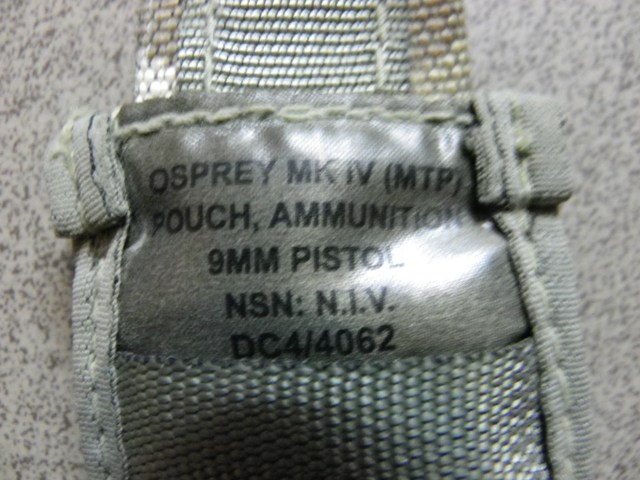 OSPREY MK IV (MTP)
POUCH, AMMUNITION
9MM PISTOL
NSN: N.I.V.
DC4/4062